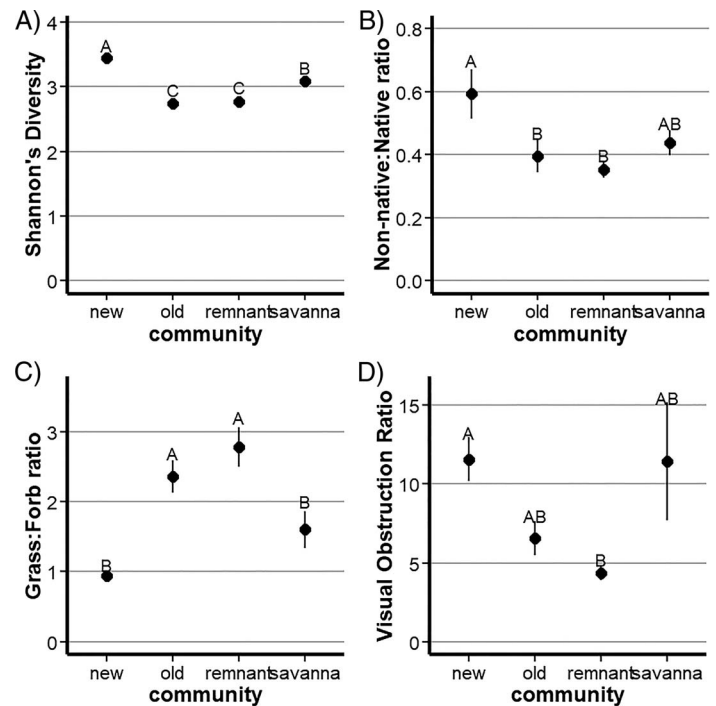 A)
Shannon's Diversity
4
3
2
1
0
A
C
C
B
new old remnant savanna
community
B)
Non-native:Native ratio
0.8
0.6
0.4
0.2
0.0
A
B
B
AB
new old remnant savanna
community
C)
Grass:Forb ratio
3
2
1
0
B
A
A
B
new old remnant savanna
community
D)
Visual Obstruction Ratio
15
10
5
0
A
AB
B
AB
new old remnant savanna
community